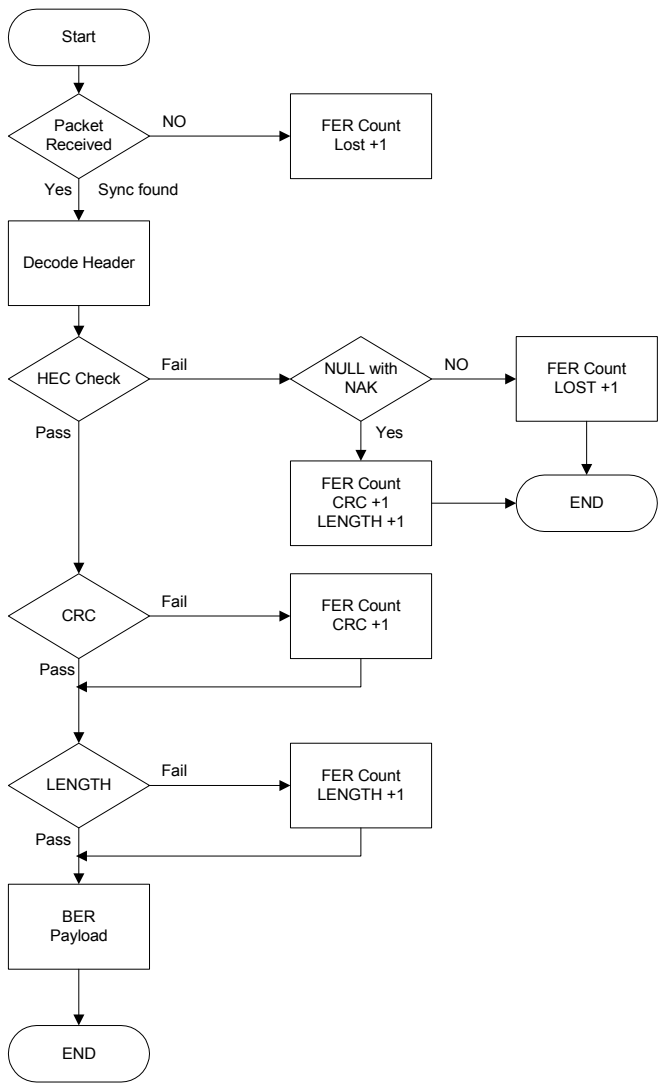 Start
Packet
Received
NO
FER Count
Lost +1
Yes
Sync found
Decode Header
HEC Check
Fail
NULL with
NAK
NO
FER Count
LOST +1
Pass
Yes
FER Count
CRC +1
LENGTH +1
END
CRC
Fail
FER Count
CRC +1
Pass
LENGTH
Fail
FER Count
LENGTH +1
Pass
BER
Payload
END